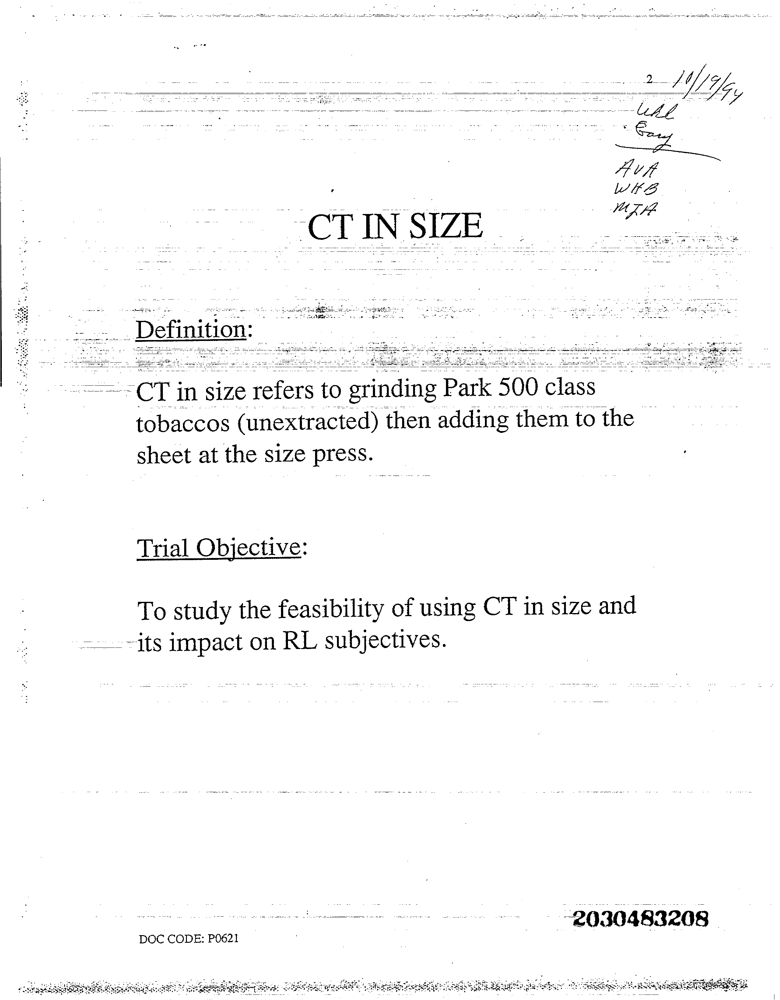 2 10/19/94
Gary
AVA
WHB
MIA
CT IN SIZE
Definition:
CT in size refers to grinding Park 500 class
tobaccos (unextracted) then adding them to the
sheet at the size press.
Trial Objective:
To study the feasibility of using CT in size and
its impact on RL subjectives.
2030483208
DOC CODE: P0621